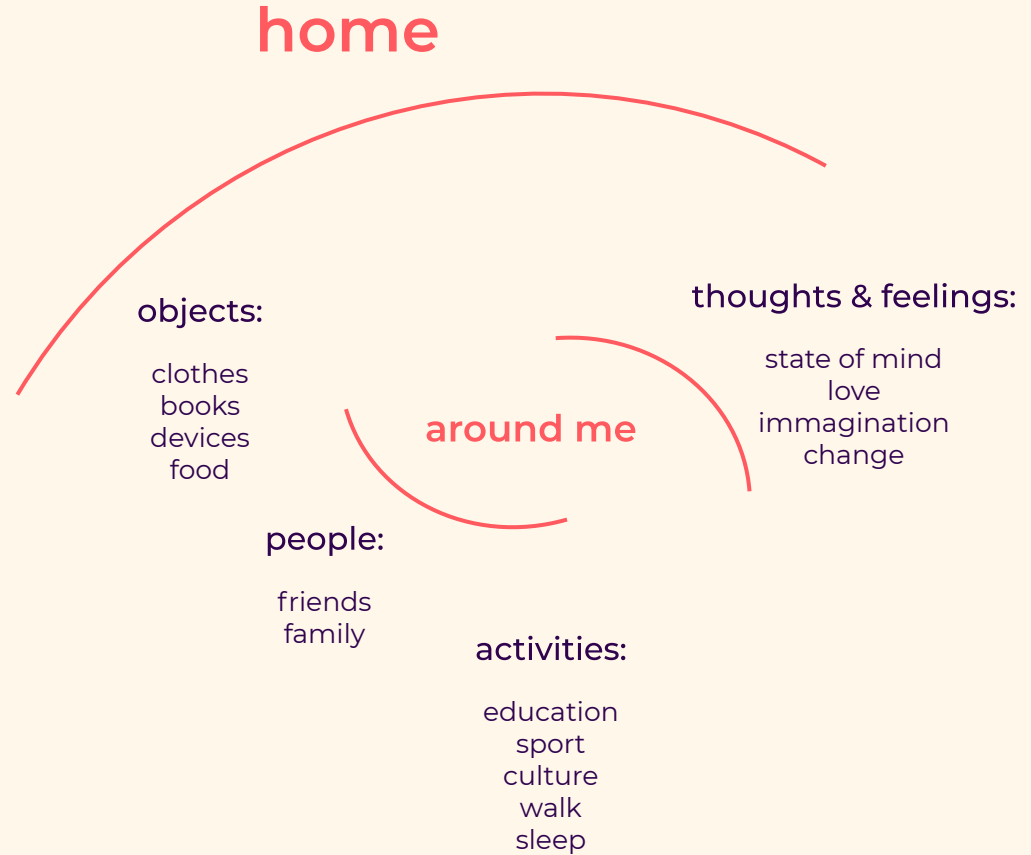 home
objects:
clothes
books
devices
food
thoughts & feelings:
state of mind
love
immagination
change
around me
people:
friends
family
activities:
education
sport
culture
walk
sleep